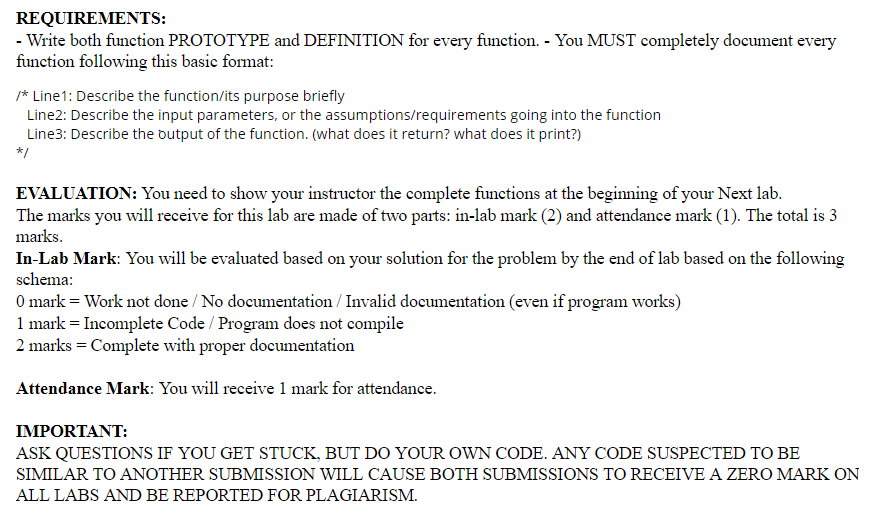 REQUIREMENTS:
- Write both function PROTOTYPE and DEFINITION for every function. - You MUST completely document every
function following this basic format:
/* Line1: Describe the function/its purpose briefly
Line2: Describe the input parameters, or the assumptions/requirements going into the function
Line3: Describe the output of the function. (what does it return? what does it print?)
*/
EVALUATION: You need to show your instructor the complete functions at the beginning of your Next lab.
The marks you will receive for this lab are made of two parts: in-lab mark (2) and attendance mark (1). The total is 3
marks.
In-Lab Mark: You will be evaluated based on your solution for the problem by the end of lab based on the following
schema:
0 mark = Work not done / No documentation / Invalid documentation (even if program works)
1 mark = Incomplete Code / Program does not compile
2 marks = Complete with proper documentation
Attendance Mark: You will receive 1 mark for attendance.
IMPORTANT:
ASK QUESTIONS IF YOU GET STUCK, BUT DO YOUR OWN CODE. ANY CODE SUSPECTED TO BE
SIMILAR TO ANOTHER SUBMISSION WILL CAUSE BOTH SUBMISSIONS TO RECEIVE A ZERO MARK ON
ALL LABS AND BE REPORTED FOR PLAGIARISM.